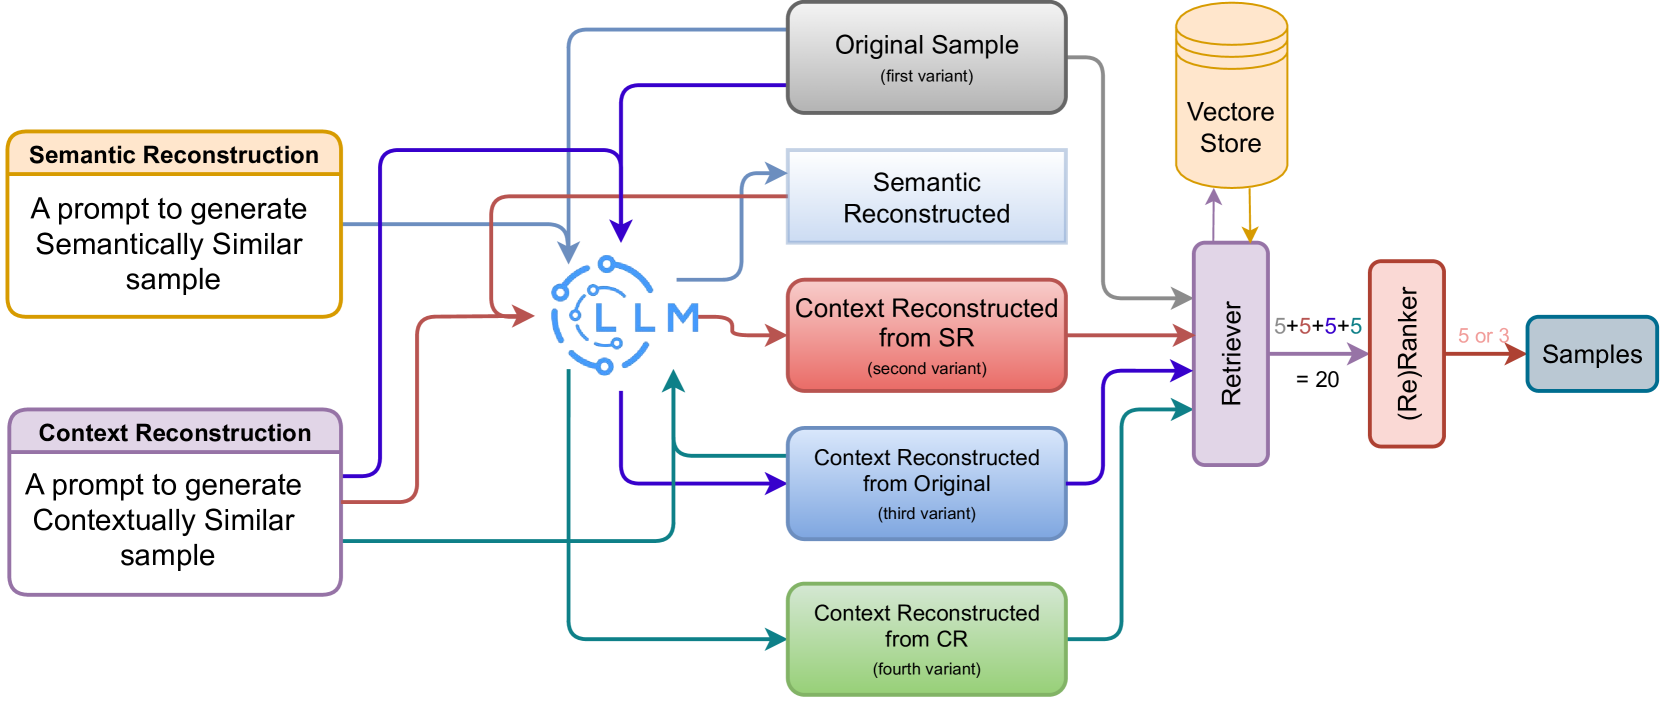 Original Sample
(first variant)
Vectore
Store
Semantic Reconstruction
A prompt to generate
Semantically Similar
sample
Semantic
Reconstructed
LLM
Context Reconstructed
from SR
(second variant)
Retriever
5+5+5+5
= 20
(Re)Ranker
5 or 3
Samples
Context Reconstruction
A prompt to generate
Contextually Similar
sample
Context Reconstructed
from Original
(third variant)
Context Reconstructed
from CR
(fourth variant)